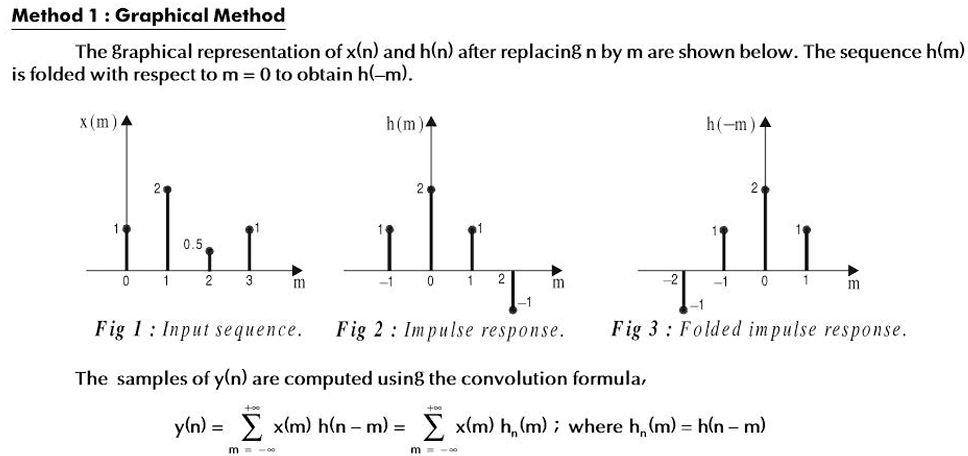 Method 1 : Graphical Method
The graphical representation of x(n) and h(n) after replacing n by m are shown below. The sequence h(m)
is folded with respect to m = 0 to obtain h(–m).
x(m)
2
1
0.5
1
0 1 2 3 m
Fig 1 : Input sequence.
h(m)
2
1
1
–1 0 1 2 m
–1
Fig 2 : Impulse response.
h(–m)
2
1
1
–2 –1 0 1 m
–1
Fig 3 : Folded impulse response.
The samples of y(n) are computed using the convolution formula,
+∞ +∞
y(n) = ∑ x(m) h(n – m) = ∑ x(m) hₙ(m) ; where hₙ(m) = h(n – m)
m = –∞ m = –∞